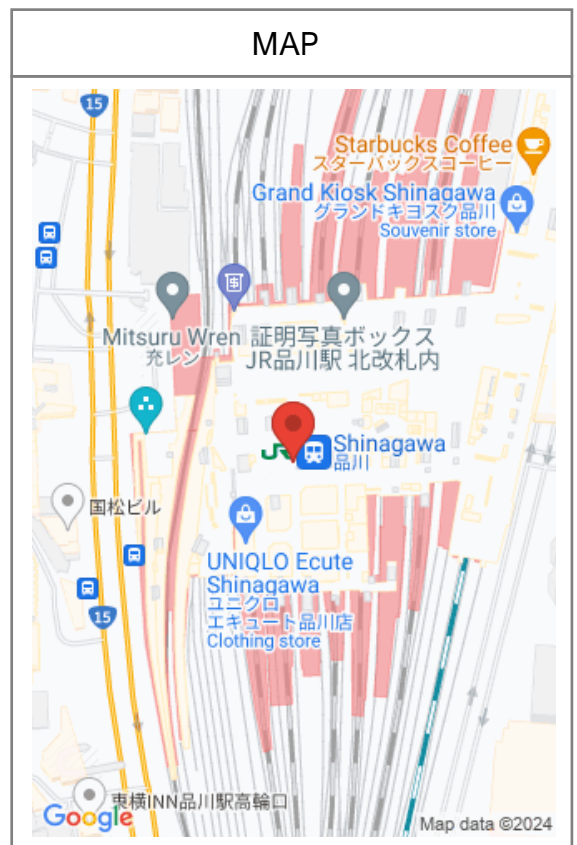 MAP
15
Starbucks Coffee
スターバックスコーヒー
Grand Kiosk Shinagawa
グランドキヨスク品川
Souvenir store
Mitsuru Wren
充レン
証明写真ボックス
JR品川駅 北改札内
JR
Shinagawa
品川
国松ビル
UNIQLO Ecute
Shinagawa
ユニクロ
エキュート品川店
Clothing store
15
東横INN品川駅高輪口
Google
Map data ©2024